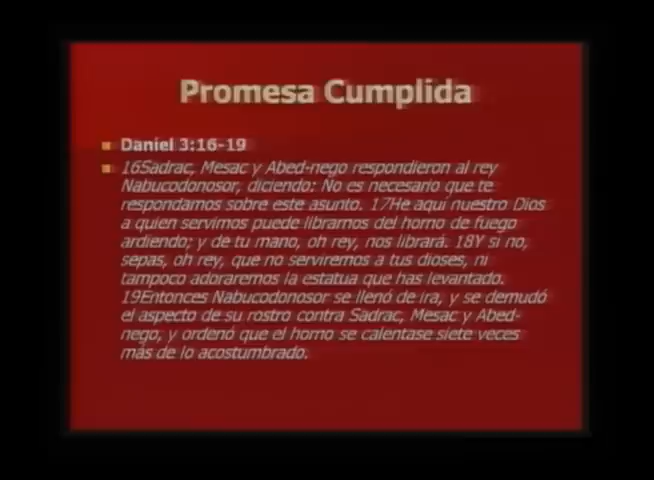 Promesa Cumplida
Daniel 3:16-19
16Sadrac, Mesac y Abed-nego respondieron al rey
Nabucodonosor, diciendo: No es necesario que te
respondamos sobre este asunto. 17He aquí nuestro Dios
a quien servimos puede librarnos del horno de fuego
ardiendo; y de tu mano, oh rey, nos librará. 18Y si no,
sepas, oh rey, que no serviremos a tus dioses, ni
tampoco adoraremos la estatua que has levantado.
19Entonces Nabucodonosor se llenó de ira, y se demudó
el aspecto de su rostro contra Sadrac, Mesac y Abed-
nego, y ordenó que el horno se calentase siete veces
más de lo acostumbrado.